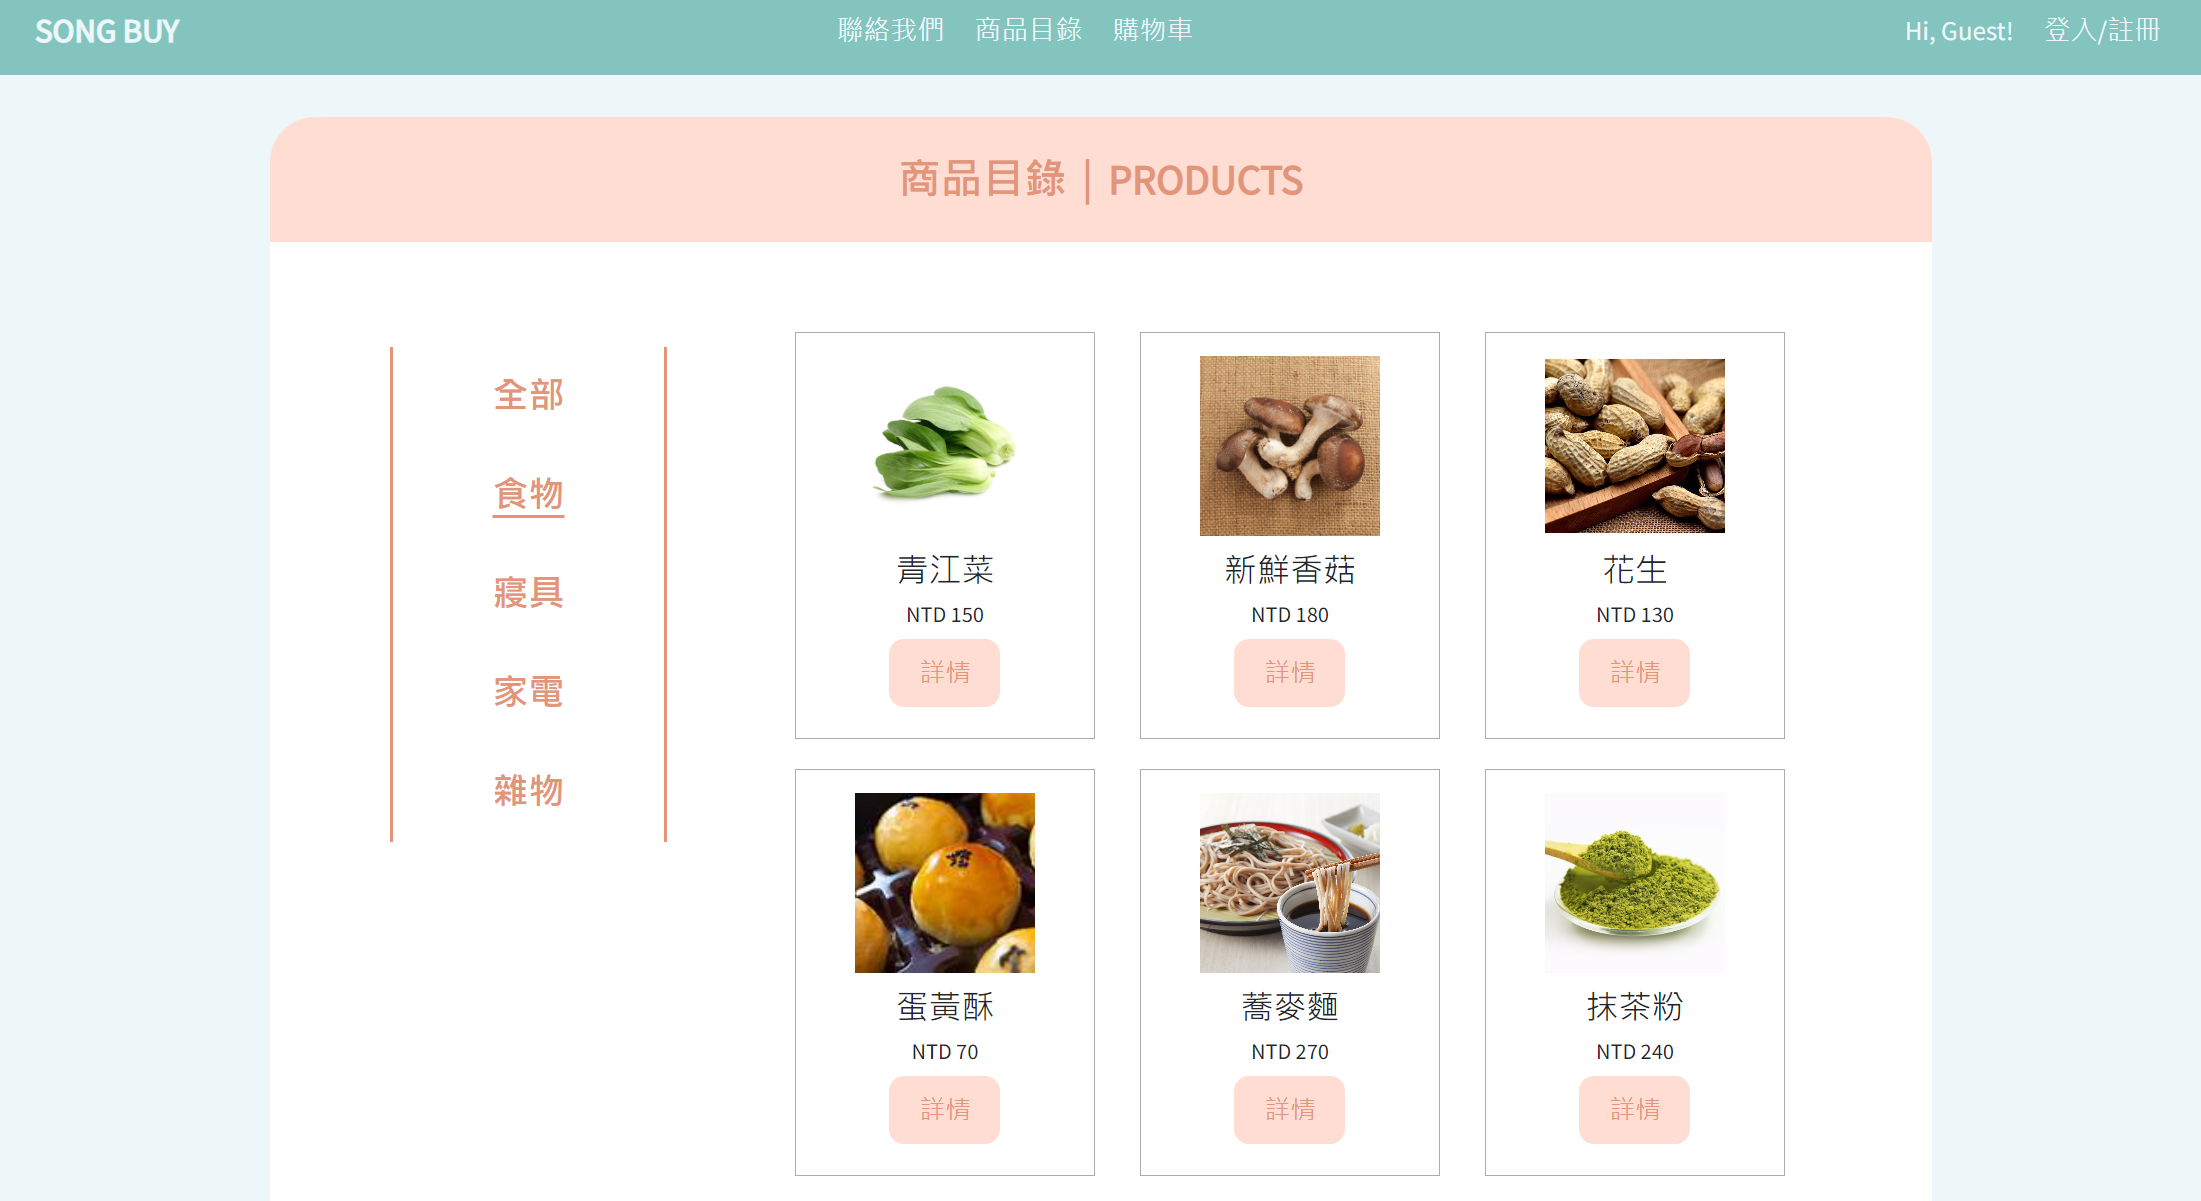 SONG BUY
聯絡我們 商品目錄 購物車
Hi, Guest! 登入/註冊
商品目錄｜PRODUCTS
全部
食物
寢具
家電
雜物
青江菜
NTD 150
詳情
新鮮香菇
NTD 180
詳情
花生
NTD 130
詳情
蛋黃酥
NTD 70
詳情
蕎麥麵
NTD 270
詳情
抹茶粉
NTD 240
詳情